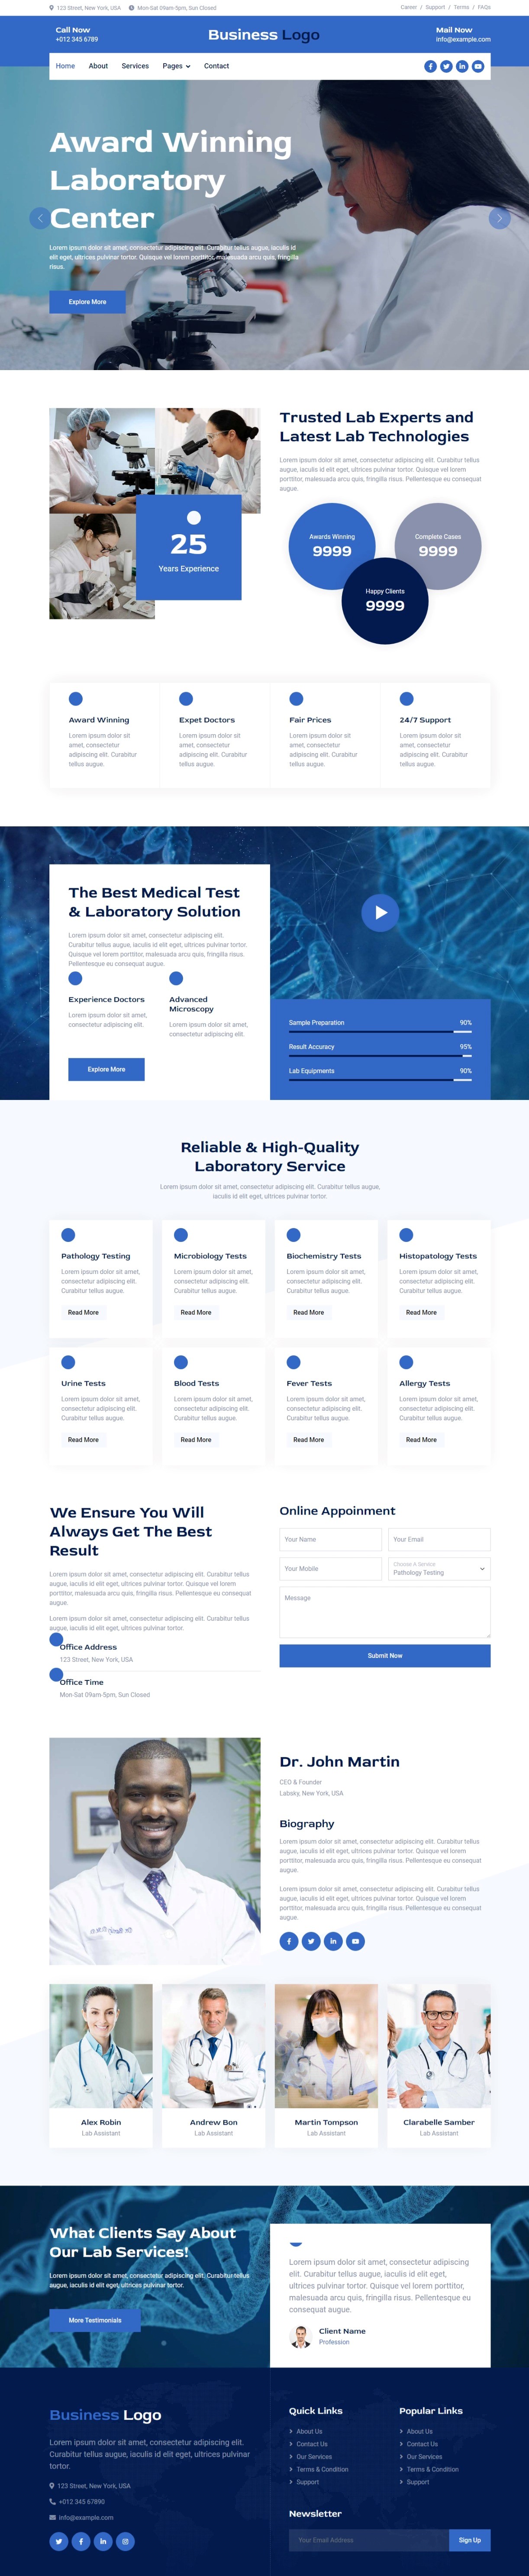 123 Street, New York, USA Mon-Sat 09am-5pm, Sun Closed
Career / Support / Terms / FAQs
Call Now
+012 345 6789
Business Logo
Mail Now
info@example.com
Home About Services Pages Contact
Award Winning
Laboratory
Center
Lorem ipsum dolor sit amet, consectetur adipiscing elit. Curabitur tellus augue, iaculis id
elit eget, ultrices pulvinar tortor. Quisque vel lorem porttitor, malesuada arcu quis, fringilla
risus.
Explore More
25
Years Experience
Trusted Lab Experts and
Latest Lab Technologies
Lorem ipsum dolor sit amet, consectetur adipiscing elit. Curabitur tellus
augue, iaculis id elit eget, ultrices pulvinar tortor. Quisque vel lorem
porttitor, malesuada arcu quis, fringilla risus. Pellentesque eu consequat
augue.
Awards Winning
9999
Complete Cases
9999
Happy Clients
9999
Award Winning
Lorem ipsum dolor sit
amet, consectetur
adipiscing elit. Curabitur
tellus augue.
Expet Doctors
Lorem ipsum dolor sit
amet, consectetur
adipiscing elit. Curabitur
tellus augue.
Fair Prices
Lorem ipsum dolor sit
amet, consectetur
adipiscing elit. Curabitur
tellus augue.
24/7 Support
Lorem ipsum dolor sit
amet, consectetur
adipiscing elit. Curabitur
tellus augue.
The Best Medical Test
& Laboratory Solution
Lorem ipsum dolor sit amet, consectetur adipiscing elit.
Curabitur tellus augue, iaculis id elit eget, ultrices pulvinar tortor.
Quisque vel lorem porttitor, malesuada arcu quis, fringilla risus.
Pellentesque eu consequat augue.
Experience Doctors
Lorem ipsum dolor sit amet,
consectetur adipiscing elit.
Advanced
Microscopy
Lorem ipsum dolor sit amet,
consectetur adipiscing elit.
Explore More
Sample Preparation 90%
Result Accuracy 95%
Lab Equipments 90%
Reliable & High-Quality
Laboratory Service
Lorem ipsum dolor sit amet, consectetur adipiscing elit. Curabitur tellus augue,
iaculis id elit eget, ultrices pulvinar tortor.
Pathology Testing
Lorem ipsum dolor sit amet,
consectetur adipiscing elit.
Curabitur tellus augue.
Read More
Microbiology Tests
Lorem ipsum dolor sit amet,
consectetur adipiscing elit.
Curabitur tellus augue.
Read More
Biochemistry Tests
Lorem ipsum dolor sit amet,
consectetur adipiscing elit.
Curabitur tellus augue.
Read More
Histopatology Tests
Lorem ipsum dolor sit amet,
consectetur adipiscing elit.
Curabitur tellus augue.
Read More
Urine Tests
Lorem ipsum dolor sit amet,
consectetur adipiscing elit.
Curabitur tellus augue.
Read More
Blood Tests
Lorem ipsum dolor sit amet,
consectetur adipiscing elit.
Curabitur tellus augue.
Read More
Fever Tests
Lorem ipsum dolor sit amet,
consectetur adipiscing elit.
Curabitur tellus augue.
Read More
Allergy Tests
Lorem ipsum dolor sit amet,
consectetur adipiscing elit.
Curabitur tellus augue.
Read More
We Ensure You Will
Always Get The Best
Result
Lorem ipsum dolor sit amet, consectetur adipiscing elit. Curabitur tellus
augue, iaculis id elit eget, ultrices pulvinar tortor. Quisque vel lorem
porttitor, malesuada arcu quis, fringilla risus. Pellentesque eu consequat
augue.
Lorem ipsum dolor sit amet, consectetur adipiscing elit. Curabitur tellus
augue, iaculis id elit eget, ultrices pulvinar tortor.
Office Address
123 Street, New York, USA
Office Time
Mon-Sat 09am-5pm, Sun Closed
Online Appoinment
Your Name
Your Email
Your Mobile
Choose A Service
Pathology Testing
Message
Submit Now
Dr. John Martin
CEO & Founder
Labsky, New York, USA
Biography
Lorem ipsum dolor sit amet, consectetur adipiscing elit. Curabitur tellus
augue, iaculis id elit eget, ultrices pulvinar tortor. Quisque vel lorem
porttitor, malesuada arcu quis, fringilla risus. Pellentesque eu consequat
augue.
Lorem ipsum dolor sit amet, consectetur adipiscing elit. Curabitur tellus
augue, iaculis id elit eget, ultrices pulvinar tortor. Quisque vel lorem
porttitor, malesuada arcu quis, fringilla risus. Pellentesque eu consequat
augue.
Alex Robin
Lab Assistant
Andrew Bon
Lab Assistant
Martin Tompson
Lab Assistant
Clarabelle Samber
Lab Assistant
What Clients Say About
Our Lab Services!
Lorem ipsum dolor sit amet, consectetur adipiscing elit. Curabitur tellus
augue, iaculis id elit eget, ultrices pulvinar tortor.
More Testimonials
Lorem ipsum dolor sit amet, consectetur adipiscing
elit. Curabitur tellus augue, iaculis id elit eget,
ultrices pulvinar tortor. Quisque vel lorem porttitor,
malesuada arcu quis, fringilla risus. Pellentesque eu
consequat augue.
Client Name
Profession
Business Logo
Lorem ipsum dolor sit amet, consectetur adipiscing elit.
Curabitur tellus augue, iaculis id elit eget, ultrices pulvinar
tortor.
123 Street, New York, USA
+012 345 67890
info@example.com
Quick Links
About Us
Contact Us
Our Services
Terms & Condition
Support
Popular Links
About Us
Contact Us
Our Services
Terms & Condition
Support
Newsletter
Your Email Address
Sign Up